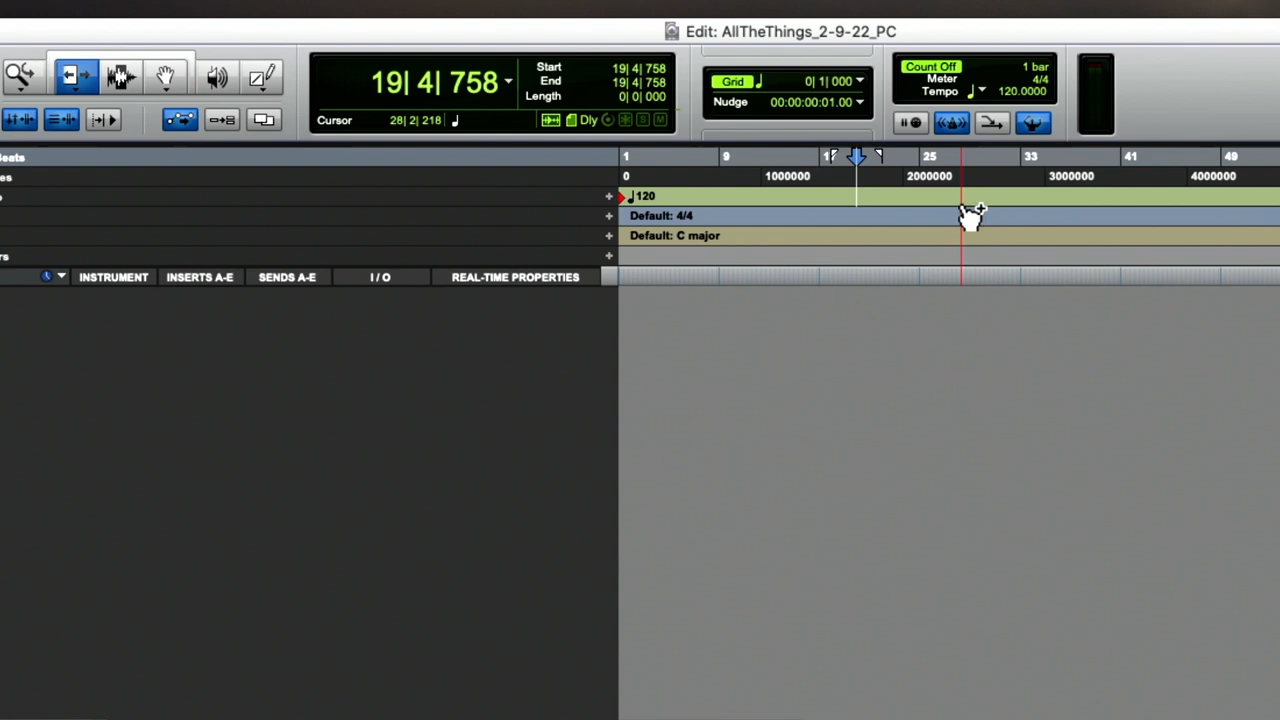 Edit: AllTheThings_2-9-22_PC
19| 4| 758
Start 19| 4| 758
End 19| 4| 758
Length 0| 0| 000
Cursor 28| 2| 218
Dly
S
M
Grid 0| 1| 000
Nudge 00:00:00:01.00
Count Off 1 bar
Meter 4/4
Tempo 120.0000
eats
1 9 25 33 41 49
es
0 1000000 2000000 3000000 4000000
o
120
Default: 4/4
Default: C major
rs
INSTRUMENT INSERTS A-E SENDS A-E I / O REAL-TIME PROPERTIES